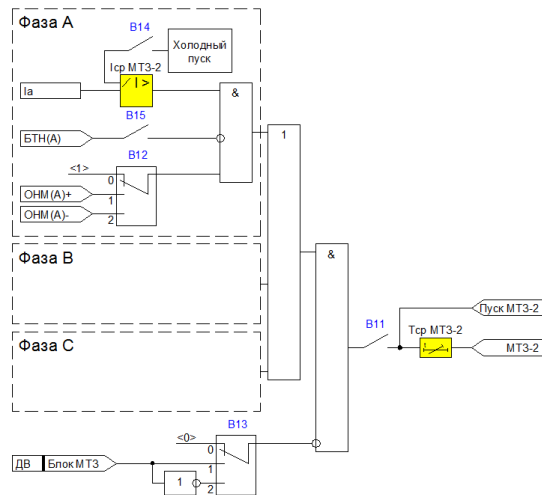 Фаза А
В14
Холодный
пуск
Iср МТЗ-2
I >
Ia
&
В15
БТН(А)
В12
<1>
0
ОНМ(А)+
1
ОНМ(А)-
2
1
Фаза В
&
Фаза С
В11
Пуск МТЗ-2
Тср МТЗ-2
МТЗ-2
В13
<0>
0
ДВ Блок МТЗ
1
1
2